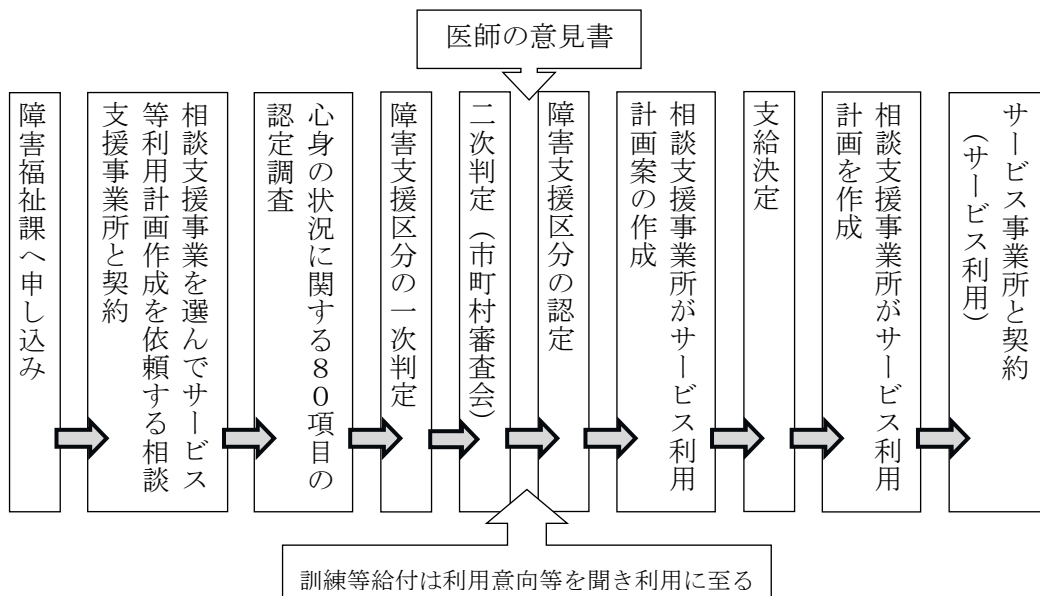 医師の意見書
障害福祉課へ申し込み
相談支援事業を選んでサービス
等利用計画作成を依頼する相談
支援事業所と契約
心身の状況に関する80項目の
認定調査
障害支援区分の一次判定
二次判定（市町村審査会）
障害支援区分の認定
相談支援事業所がサービス利用
計画案の作成
支給決定
相談支援事業所がサービス利用
計画を作成
サービス事業所と契約
（サービス利用）
訓練等給付は利用意向等を聞き利用に至る